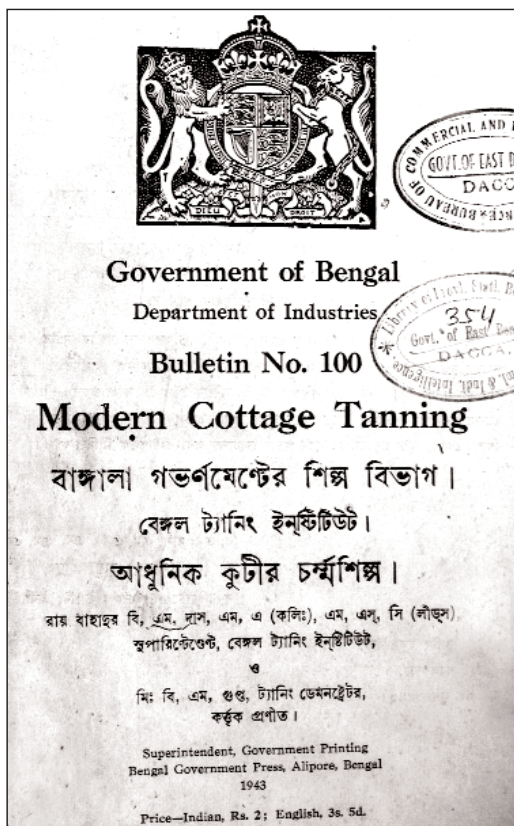 DIEU DROIT
COMMERCIAL AND
GOVT. OF EAST
DACC
BUREAU OF
Government of Bengal
Department of Industries
354
Govt. of East Ben
DACCA.
Bulletin No. 100
Modern Cottage Tanning
বাঙ্গালা গভর্ণমেণ্টের শিল্প বিভাগ।
বেঙ্গল ট্যানিং ইনষ্টিটিউট।
আধুনিক কুটীর চর্ম্মশিল্প।
রায় বাহাদুর বি, এম, দাস, এম, এ (কলিঃ), এম, এস্, সি (লীড্‌স্)
সুপারিণ্টেণ্ডেণ্ট, বেঙ্গল ট্যানিং ইনষ্টিটিউট,
ও
মিঃ বি, এম, গুপ্ত, ট্যানিং ডেমনষ্ট্রেটর,
কর্ত্তৃক প্রণীত।
Superintendent, Government Printing
Bengal Government Press, Alipore, Bengal
1943
Price—Indian, Rs. 2; English, 3s. 5d.